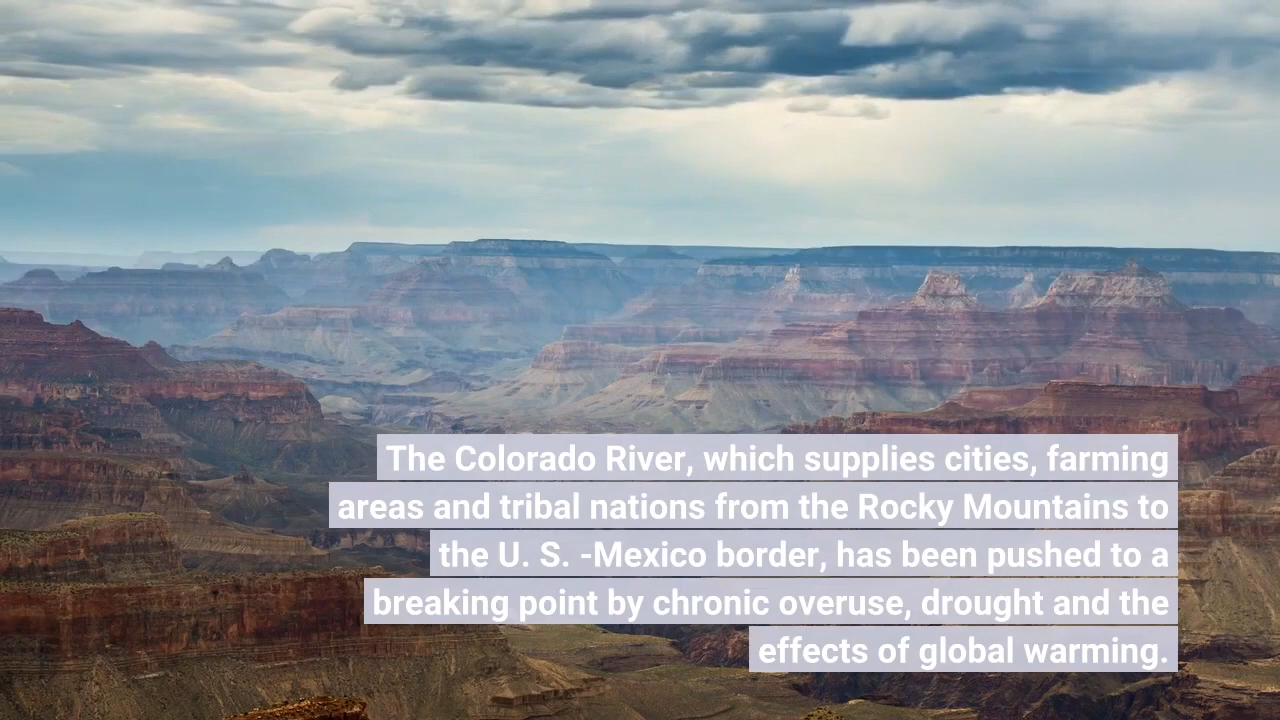 The Colorado River, which supplies cities, farming
areas and tribal nations from the Rocky Mountains to
the U. S. -Mexico border, has been pushed to a
breaking point by chronic overuse, drought and the
effects of global warming.